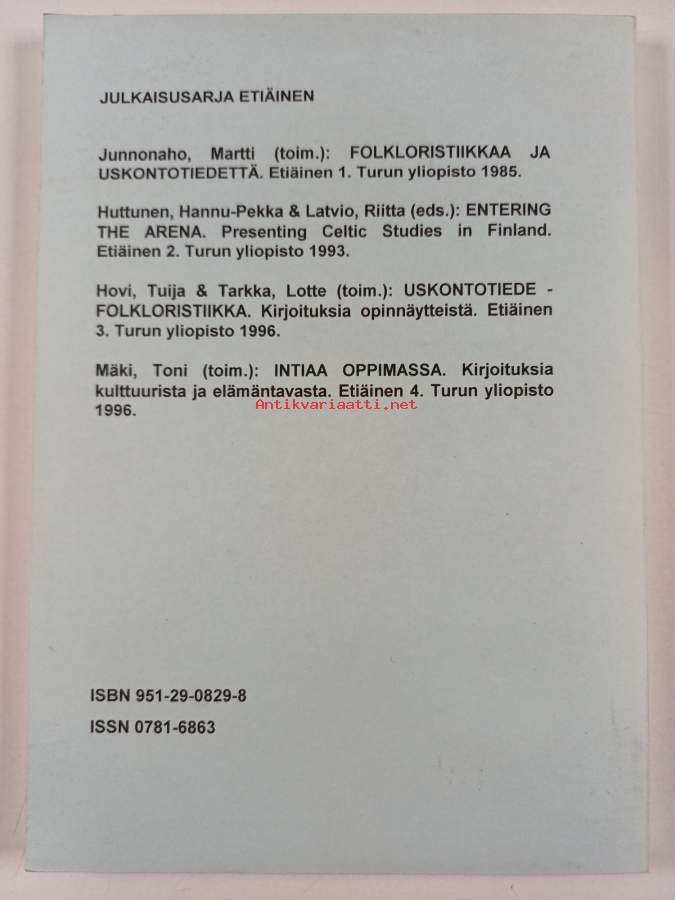 JULKAISUSARJA ETIÄINEN
Junnonaho, Martti (toim.): FOLKLORISTIIKKAA JA
USKONTOTIEDETTÄ. Etiäinen 1. Turun yliopisto 1985.
Huttunen, Hannu-Pekka & Latvio, Riitta (eds.): ENTERING
THE ARENA. Presenting Celtic Studies in Finland.
Etiäinen 2. Turun yliopisto 1993.
Hovi, Tuija & Tarkka, Lotte (toim.): USKONTOTIEDE -
FOLKLORISTIIKKA. Kirjoituksia opinnäytteistä. Etiäinen
3. Turun yliopisto 1996.
Mäki, Toni (toim.): INTIAA OPPIMASSA. Kirjoituksia
kulttuurista ja elämäntavasta. Etiäinen 4. Turun yliopisto
1996.
Antikvariaatti.net
ISBN 951-29-0829-8
ISSN 0781-6863